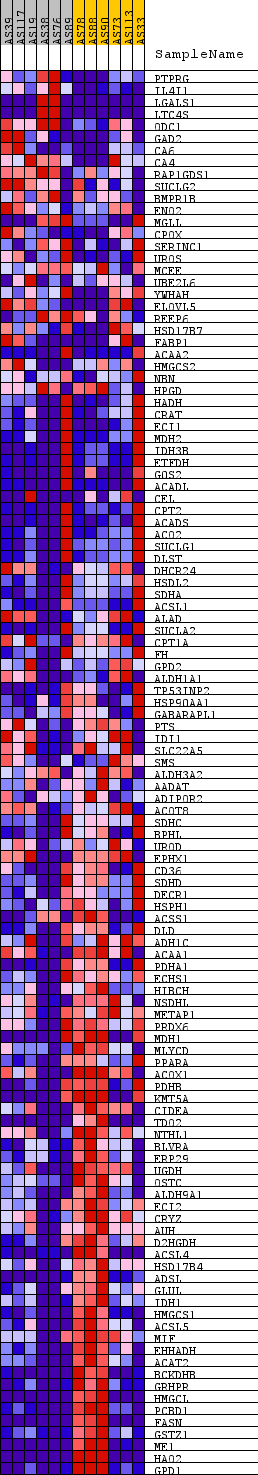 AS39
AS117
AS19
AS38
AS76
AS89
AS78
AS88
AS90
AS73
AS113
AS33
SampleName
PTPRG
IL4I1
LGALS1
LTC4S
ODC1
GAD2
CA6
CA4
RAP1GDS1
SUCLG2
BMPR1B
ENO2
MGLL
CPOX
SERINC1
UROS
MCEE
UBE2L6
YWHAH
ELOVL5
REEP6
HSD17B7
FABP1
ACAA2
HMGCS2
NBN
HPGD
HADH
CRAT
ECI1
MDH2
IDH3B
ETFDH
G0S2
ACADL
CEL
CPT2
ACADS
ACO2
SUCLG1
DLST
DHCR24
HSDL2
SDHA
ACSL1
ALAD
SUCLA2
CPT1A
FH
GPD2
ALDH1A1
TP53INP2
HSP90AA1
GABARAPL1
PTS
IDI1
SLC22A5
SMS
ALDH3A2
AADAT
ADIPOR2
ACOT8
SDHC
BPHL
UROD
EPHX1
CD36
SDHD
DECR1
HSPH1
ACSS1
DLD
ADH1C
ACAA1
PDHA1
ECHS1
HIBCH
NSDHL
METAP1
PRDX6
MDH1
MLYCD
PPARA
ACOX1
PDHB
KMT5A
CIDEA
TDO2
NTHL1
BLVRA
ERP29
UGDH
OSTC
ALDH9A1
ECI2
CRYZ
AUH
D2HGDH
ACSL4
HSD17B4
ADSL
GLUL
IDH1
HMGCS1
ACSL5
MIF
EHHADH
ACAT2
BCKDHB
GRHPR
HMGCL
PCBD1
FASN
GSTZ1
ME1
HAO2
GPD1